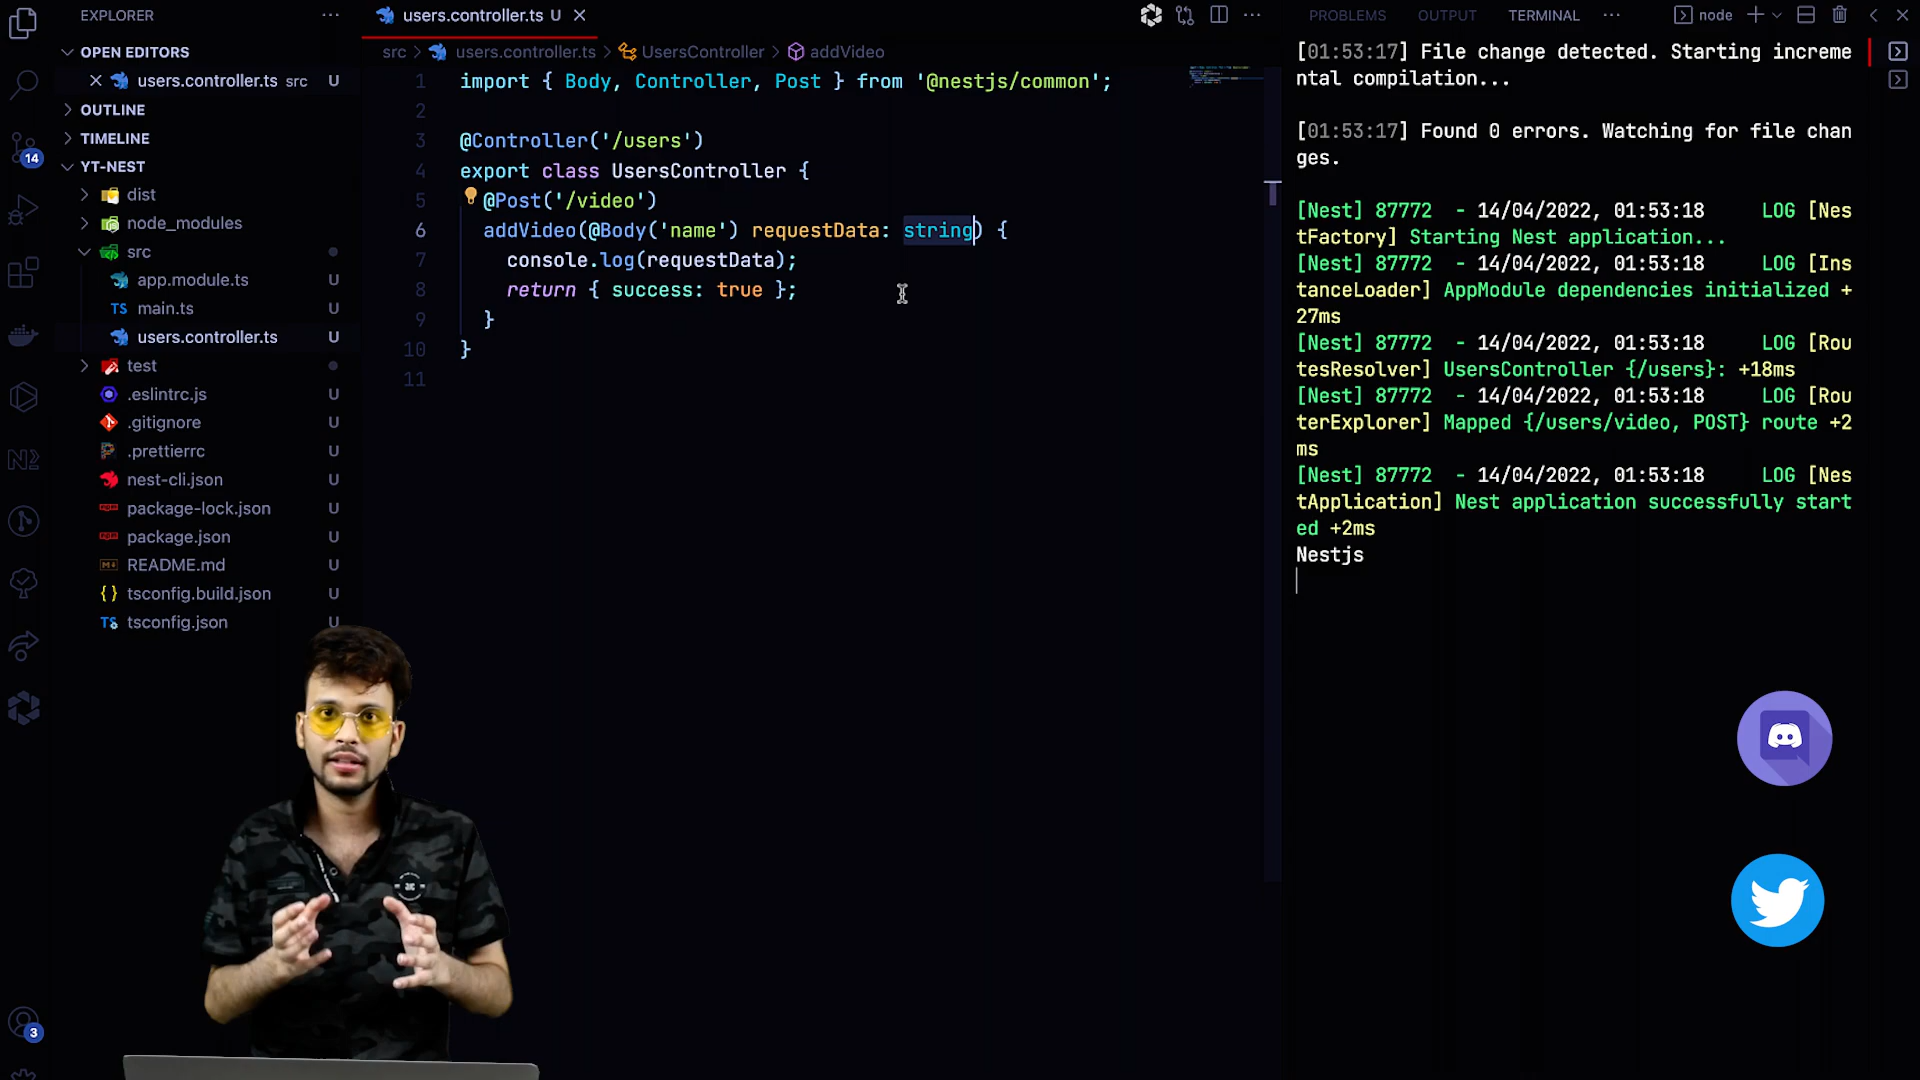 EXPLORER
OPEN EDITORS
users.controller.ts src U
OUTLINE
TIMELINE
YT-NEST
dist
node_modules U
src
app.module.ts U
TS main.ts U
users.controller.ts U
test
.eslintrc.js U
.gitignore U
.prettierrc U
nest-cli.json U
package-lock.json U
package.json U
README.md U
{} tsconfig.build.json U
TS tsconfig.json U
14
3
users.controller.ts U
src > users.controller.ts > UsersController > addVideo
1 import { Body, Controller, Post } from '@nestjs/common';
2
3 @Controller('/users')
4 export class UsersController {
5 @Post('/video')
6 addVideo(@Body('name') requestData: string) {
7 console.log(requestData);
8 return { success: true };
9 }
10 }
11
PROBLEMS OUTPUT TERMINAL ··· node
[01:53:17] File change detected. Starting increme
ntal compilation...
[01:53:17] Found 0 errors. Watching for file chan
ges.
[Nest] 87772 - 14/04/2022, 01:53:18 LOG [Nes
tFactory] Starting Nest application...
[Nest] 87772 - 14/04/2022, 01:53:18 LOG [Ins
tanceLoader] AppModule dependencies initialized +
27ms
[Nest] 87772 - 14/04/2022, 01:53:18 LOG [Rou
tesResolver] UsersController {/users}: +18ms
[Nest] 87772 - 14/04/2022, 01:53:18 LOG [Rou
terExplorer] Mapped {/users/video, POST} route +2
ms
[Nest] 87772 - 14/04/2022, 01:53:18 LOG [Nes
tApplication] Nest application successfully start
ed +2ms
Nestjs